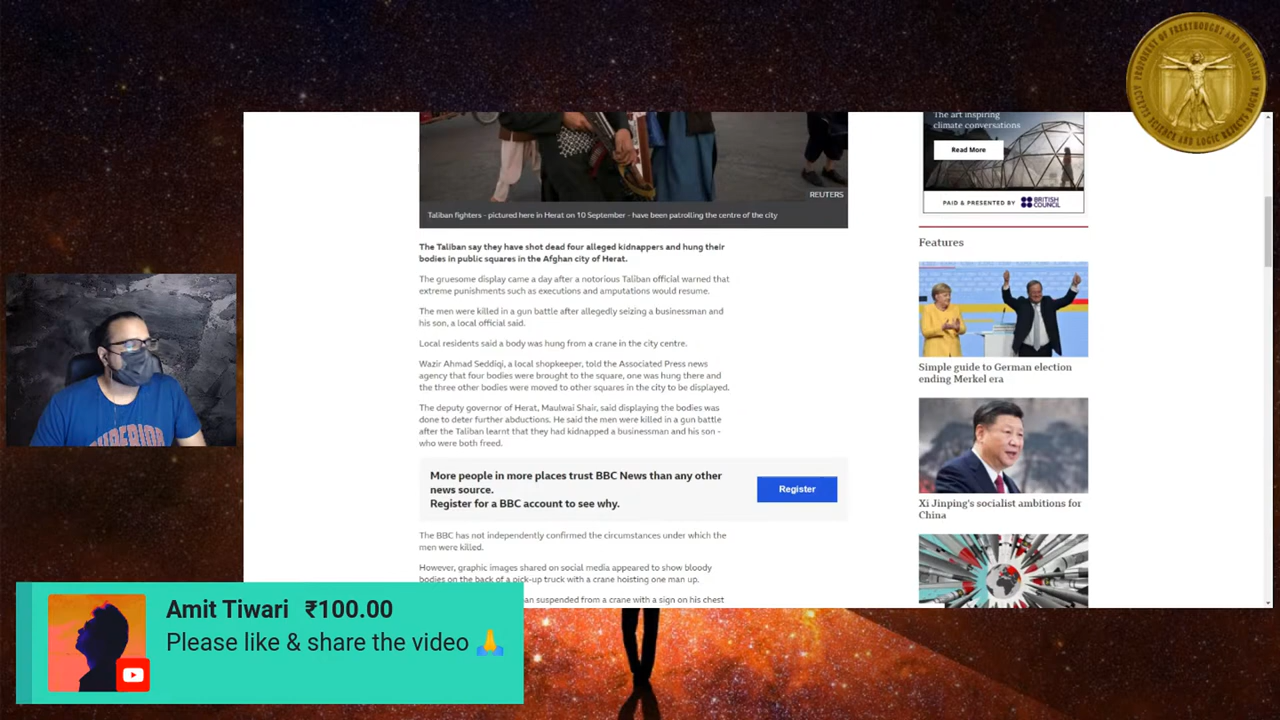 The art inspiring
climate conversations
Read More
PAID & PRESENTED BY BRITISH COUNCIL
REUTERS
Taliban fighters - pictured here in Herat on 10 September - have been patrolling the centre of the city
The Taliban say they have shot dead four alleged kidnappers and hung their
bodies in public squares in the Afghan city of Herat.
The gruesome display came a day after a notorious Taliban official warned that
extreme punishments such as executions and amputations would resume.
The men were killed in a gun battle after allegedly seizing a businessman and
his son, a local official said.
Local residents said a body was hung from a crane in the city centre.
Wazir Ahmad Seddiqi, a local shopkeeper, told the Associated Press news
agency that four bodies were brought to the square, one was hung there and
the three other bodies were moved to other squares in the city to be displayed.
The deputy governor of Herat, Maulwai Shair, said displaying the bodies was
done to deter further abductions. He said the men were killed in a gun battle
after the Taliban learnt that they had kidnapped a businessman and his son -
who were both freed.
More people in more places trust BBC News than any other
news source.
Register for a BBC account to see why.
Register
The BBC has not independently confirmed the circumstances under which the
men were killed.
However, graphic images shared on social media appeared to show bloody
bodies on the back of a pick-up truck with a crane hoisting one man up.
an suspended from a crane with a sign on his chest
Features
Simple guide to German election
ending Merkel era
Xi Jinping's socialist ambitions for
China
Amit Tiwari ₹100.00
Please like & share the video 🙏